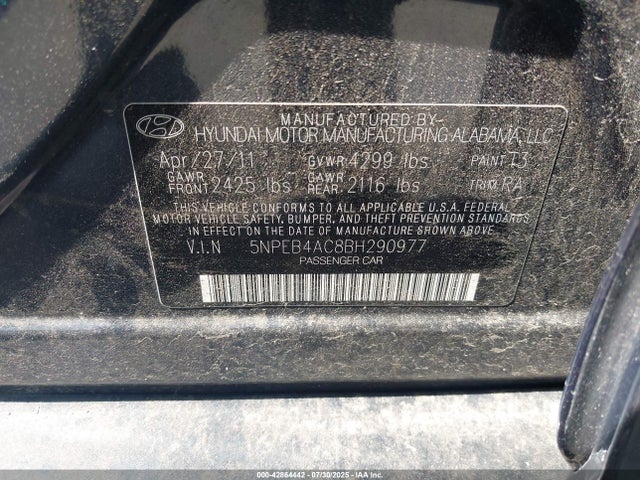 MANUFACTURED BY-
HYUNDAI MOTOR MANUFACTURING ALABAMA, LLC
Apr/27/11 GVWR 4299 lbs PAINT T3
GAWR FRONT 2425 lbs GAWR REAR 2116 lbs TRIM RA
THIS VEHICLE CONFORMS TO ALL APPLICABLE U.S.A. FEDERAL
MOTOR VEHICLE SAFETY, BUMPER, AND THEFT PREVENTION STANDARDS
IN EFFECT ON THE DATE OF MANUFACTURE SHOWN ABOVE.
V.I.N 5NPEB4AC8BH290977
PASSENGER CAR
000-42864442 - 07/30/2025 - IAAI